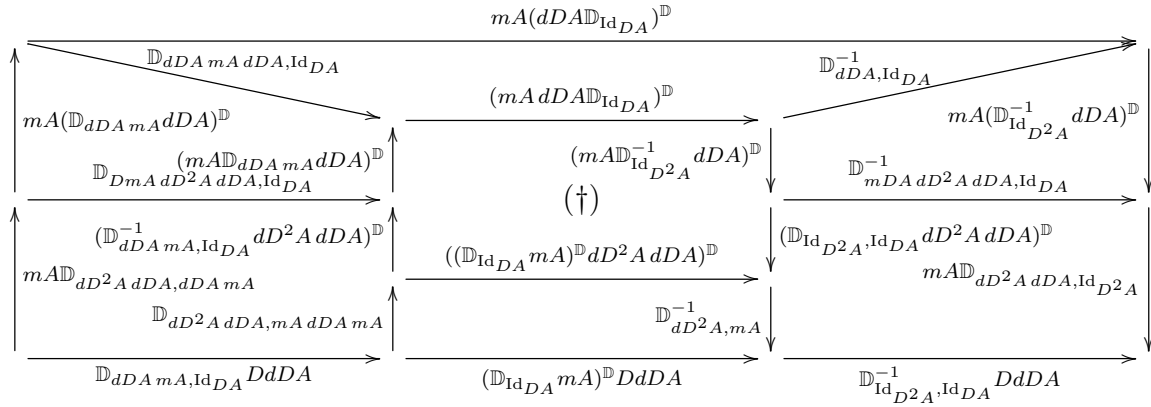 mA(dDA𝔻_{Id_{DA}})^𝔻
𝔻_{dDA mA dDA,Id_{DA}}
𝔻^{-1}_{dDA,Id_{DA}}
(mA dDA𝔻_{Id_{DA}})^𝔻
mA(𝔻_{dDA mA}dDA)^𝔻
mA(𝔻^{-1}_{Id_{D^2A}}dDA)^𝔻
(mA𝔻_{dDA mA}dDA)^𝔻
(mA𝔻^{-1}_{Id_{D^2A}}dDA)^𝔻
𝔻_{DmA dD^2A dDA,Id_{DA}}
𝔻^{-1}_{mDA dD^2A dDA,Id_{DA}}
(†)
(𝔻^{-1}_{dDA mA,Id_{DA}}dD^2A dDA)^𝔻
(𝔻_{Id_{D^2A},Id_{DA}}dD^2A dDA)^𝔻
((𝔻_{Id_{DA}}mA)^𝔻dD^2A dDA)^𝔻
mA𝔻_{dD^2A dDA,dDA mA}
mA𝔻_{dD^2A dDA,Id_{D^2A}}
𝔻_{dD^2A dDA,mA dDA mA}
𝔻^{-1}_{dD^2A,mA}
𝔻_{dDA mA,Id_{DA}}DdDA
(𝔻_{Id_{DA}}mA)^𝔻DdDA
𝔻^{-1}_{Id_{D^2A},Id_{DA}}DdDA